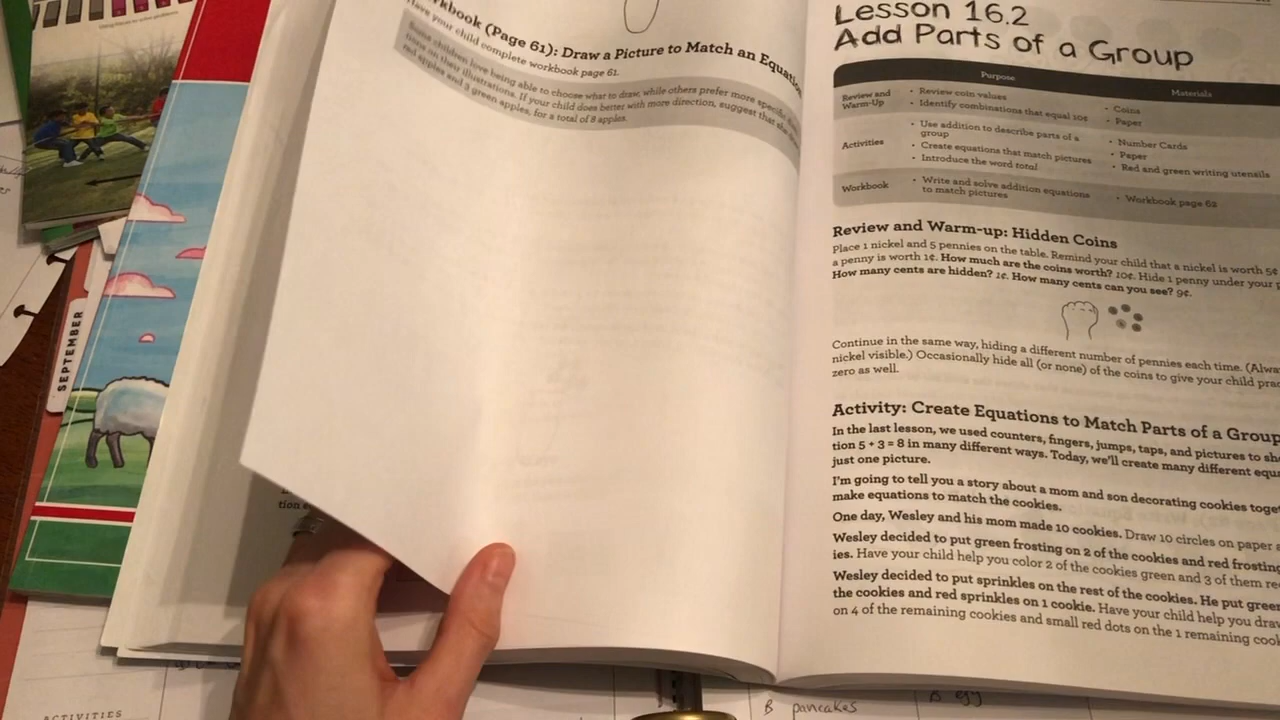 Workbook (Page 61): Draw a Picture to Match an Equation
Have your child complete workbook page 61.
Some children love being able to choose what to draw, while others prefer more specific
on their illustrations. If your child does better with more direction, suggest that she
red apples and 3 green apples, for a total of 8 apples.
tion e
SEPTEMBER
ACTIVITIES
B pancakes
B egg
Lesson 16.2
Add Parts of a Group
Purpose
Materials
Review and
Warm-Up
• Review coin values
• Identify combinations that equal 10¢
• Coins
• Paper
Activities
• Use addition to describe parts of a
group
• Create equations that match pictures
• Introduce the word total
• Number Cards
• Paper
• Red and green writing utensils
Workbook
• Write and solve addition equations
to match pictures
• Workbook page 62
Review and Warm-up: Hidden Coins
Place 1 nickel and 5 pennies on the table. Remind your child that a nickel is worth 5¢
a penny is worth 1¢. How much are the coins worth? 10¢. Hide 1 penny under your
How many cents are hidden? 1¢. How many cents can you see? 9¢.
Continue in the same way, hiding a different number of pennies each time. (Alwa
nickel visible.) Occasionally hide all (or none) of the coins to give your child prac
zero as well.
Activity: Create Equations to Match Parts of a Group
In the last lesson, we used counters, fingers, jumps, taps, and pictures to sh
tion 5 + 3 = 8 in many different ways. Today, we'll create many different equ
just one picture.
I'm going to tell you a story about a mom and son decorating cookies toge
make equations to match the cookies.
One day, Wesley and his mom made 10 cookies. Draw 10 circles on paper
Wesley decided to put green frosting on 2 of the cookies and red frosting
ies. Have your child help you color 2 of the cookies green and 3 of them re
Wesley decided to put sprinkles on the rest of the cookies. He put green
the cookies and red sprinkles on 1 cookie. Have your child help you draw
on 4 of the remaining cookies and small red dots on the 1 remaining cook